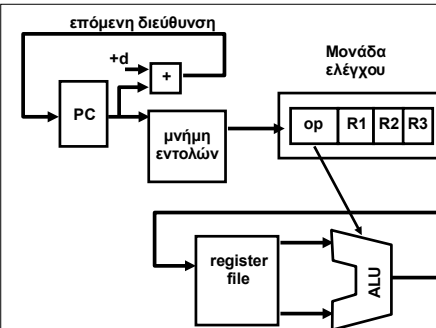 επόμενη διεύθυνση
+d
+
PC
μνήμη
εντολών
Μονάδα
ελέγχου
op R1 R2 R3
register
file
ALU